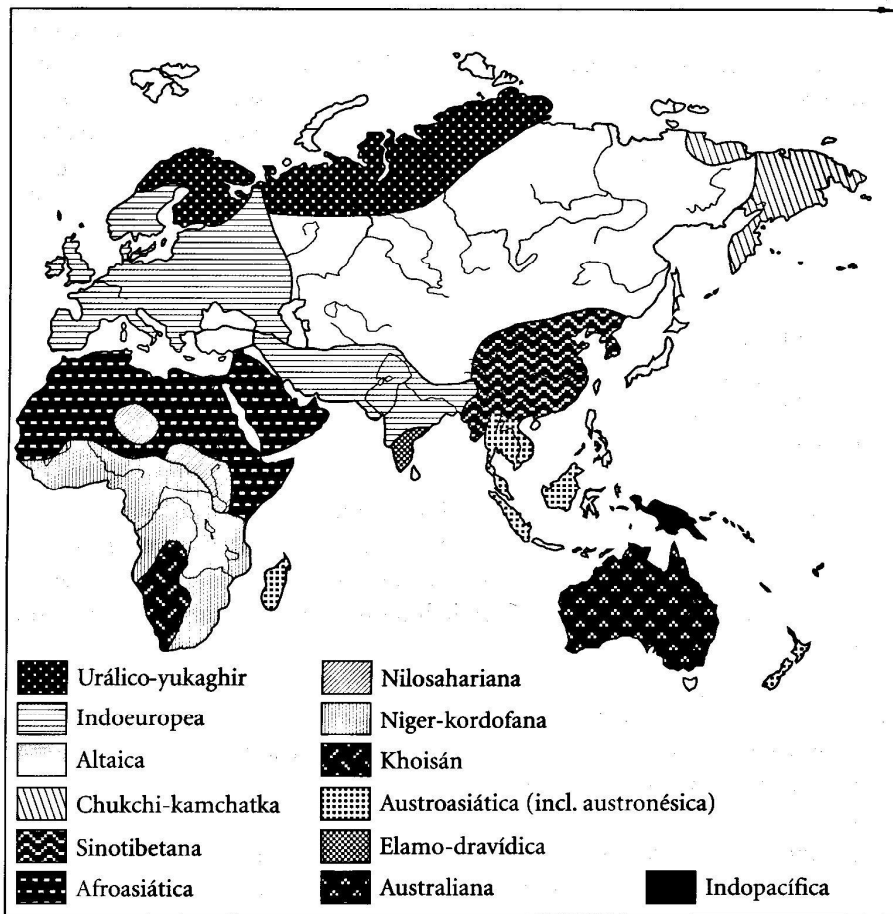 Urálico-yukaghir
Indoeuropea
Altaica
Chukchi-kamchatka
Sinotibetana
Afroasiática
Nilosahariana
Niger-kordofana
Khoisán
Austroasiática (incl. austronésica)
Elamo-dravídica
Australiana
Indopacífica